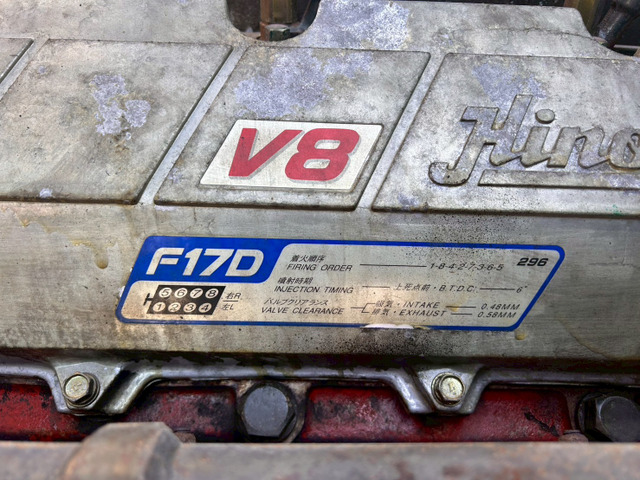 V8
Hino
F17D
着火順序
FIRING ORDER 1-8-4-2-7-3-6-5 296
噴射時期
INJECTION TIMING 上死点前・B.T.D.C. 6°
5678 右R
1234 左L
バルブクリアランス
VALVE CLEARANCE
吸気・INTAKE 0.48MM
排気・EXHAUST 0.58MM